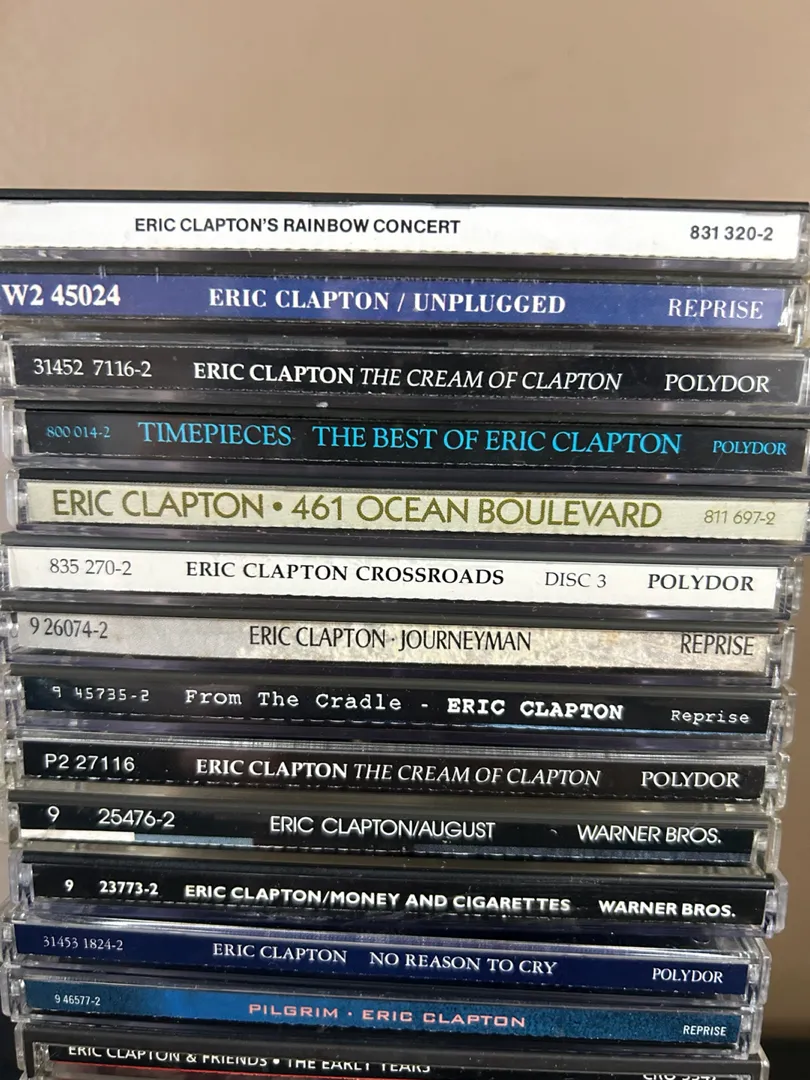 ERIC CLAPTON'S RAINBOW CONCERT 831 320-2
W2 45024 ERIC CLAPTON / UNPLUGGED REPRISE
31452 7116-2 ERIC CLAPTON THE CREAM OF CLAPTON POLYDOR
800 014-2 TIMEPIECES THE BEST OF ERIC CLAPTON POLYDOR
ERIC CLAPTON • 461 OCEAN BOULEVARD 811 697-2
835 270-2 ERIC CLAPTON CROSSROADS DISC 3 POLYDOR
9 26074-2 ERIC CLAPTON · JOURNEYMAN REPRISE
9 45735-2 From The Cradle - ERIC CLAPTON Reprise
P2 27116 ERIC CLAPTON THE CREAM OF CLAPTON POLYDOR
9 25476-2 ERIC CLAPTON/AUGUST WARNER BROS.
9 23773-2 ERIC CLAPTON/MONEY AND CIGARETTES WARNER BROS.
31453 1824-2 ERIC CLAPTON NO REASON TO CRY POLYDOR
9 46577-2 PILGRIM · ERIC CLAPTON REPRISE
ERIC CLAPTON & FRIENDS • THE EARLY YEARS